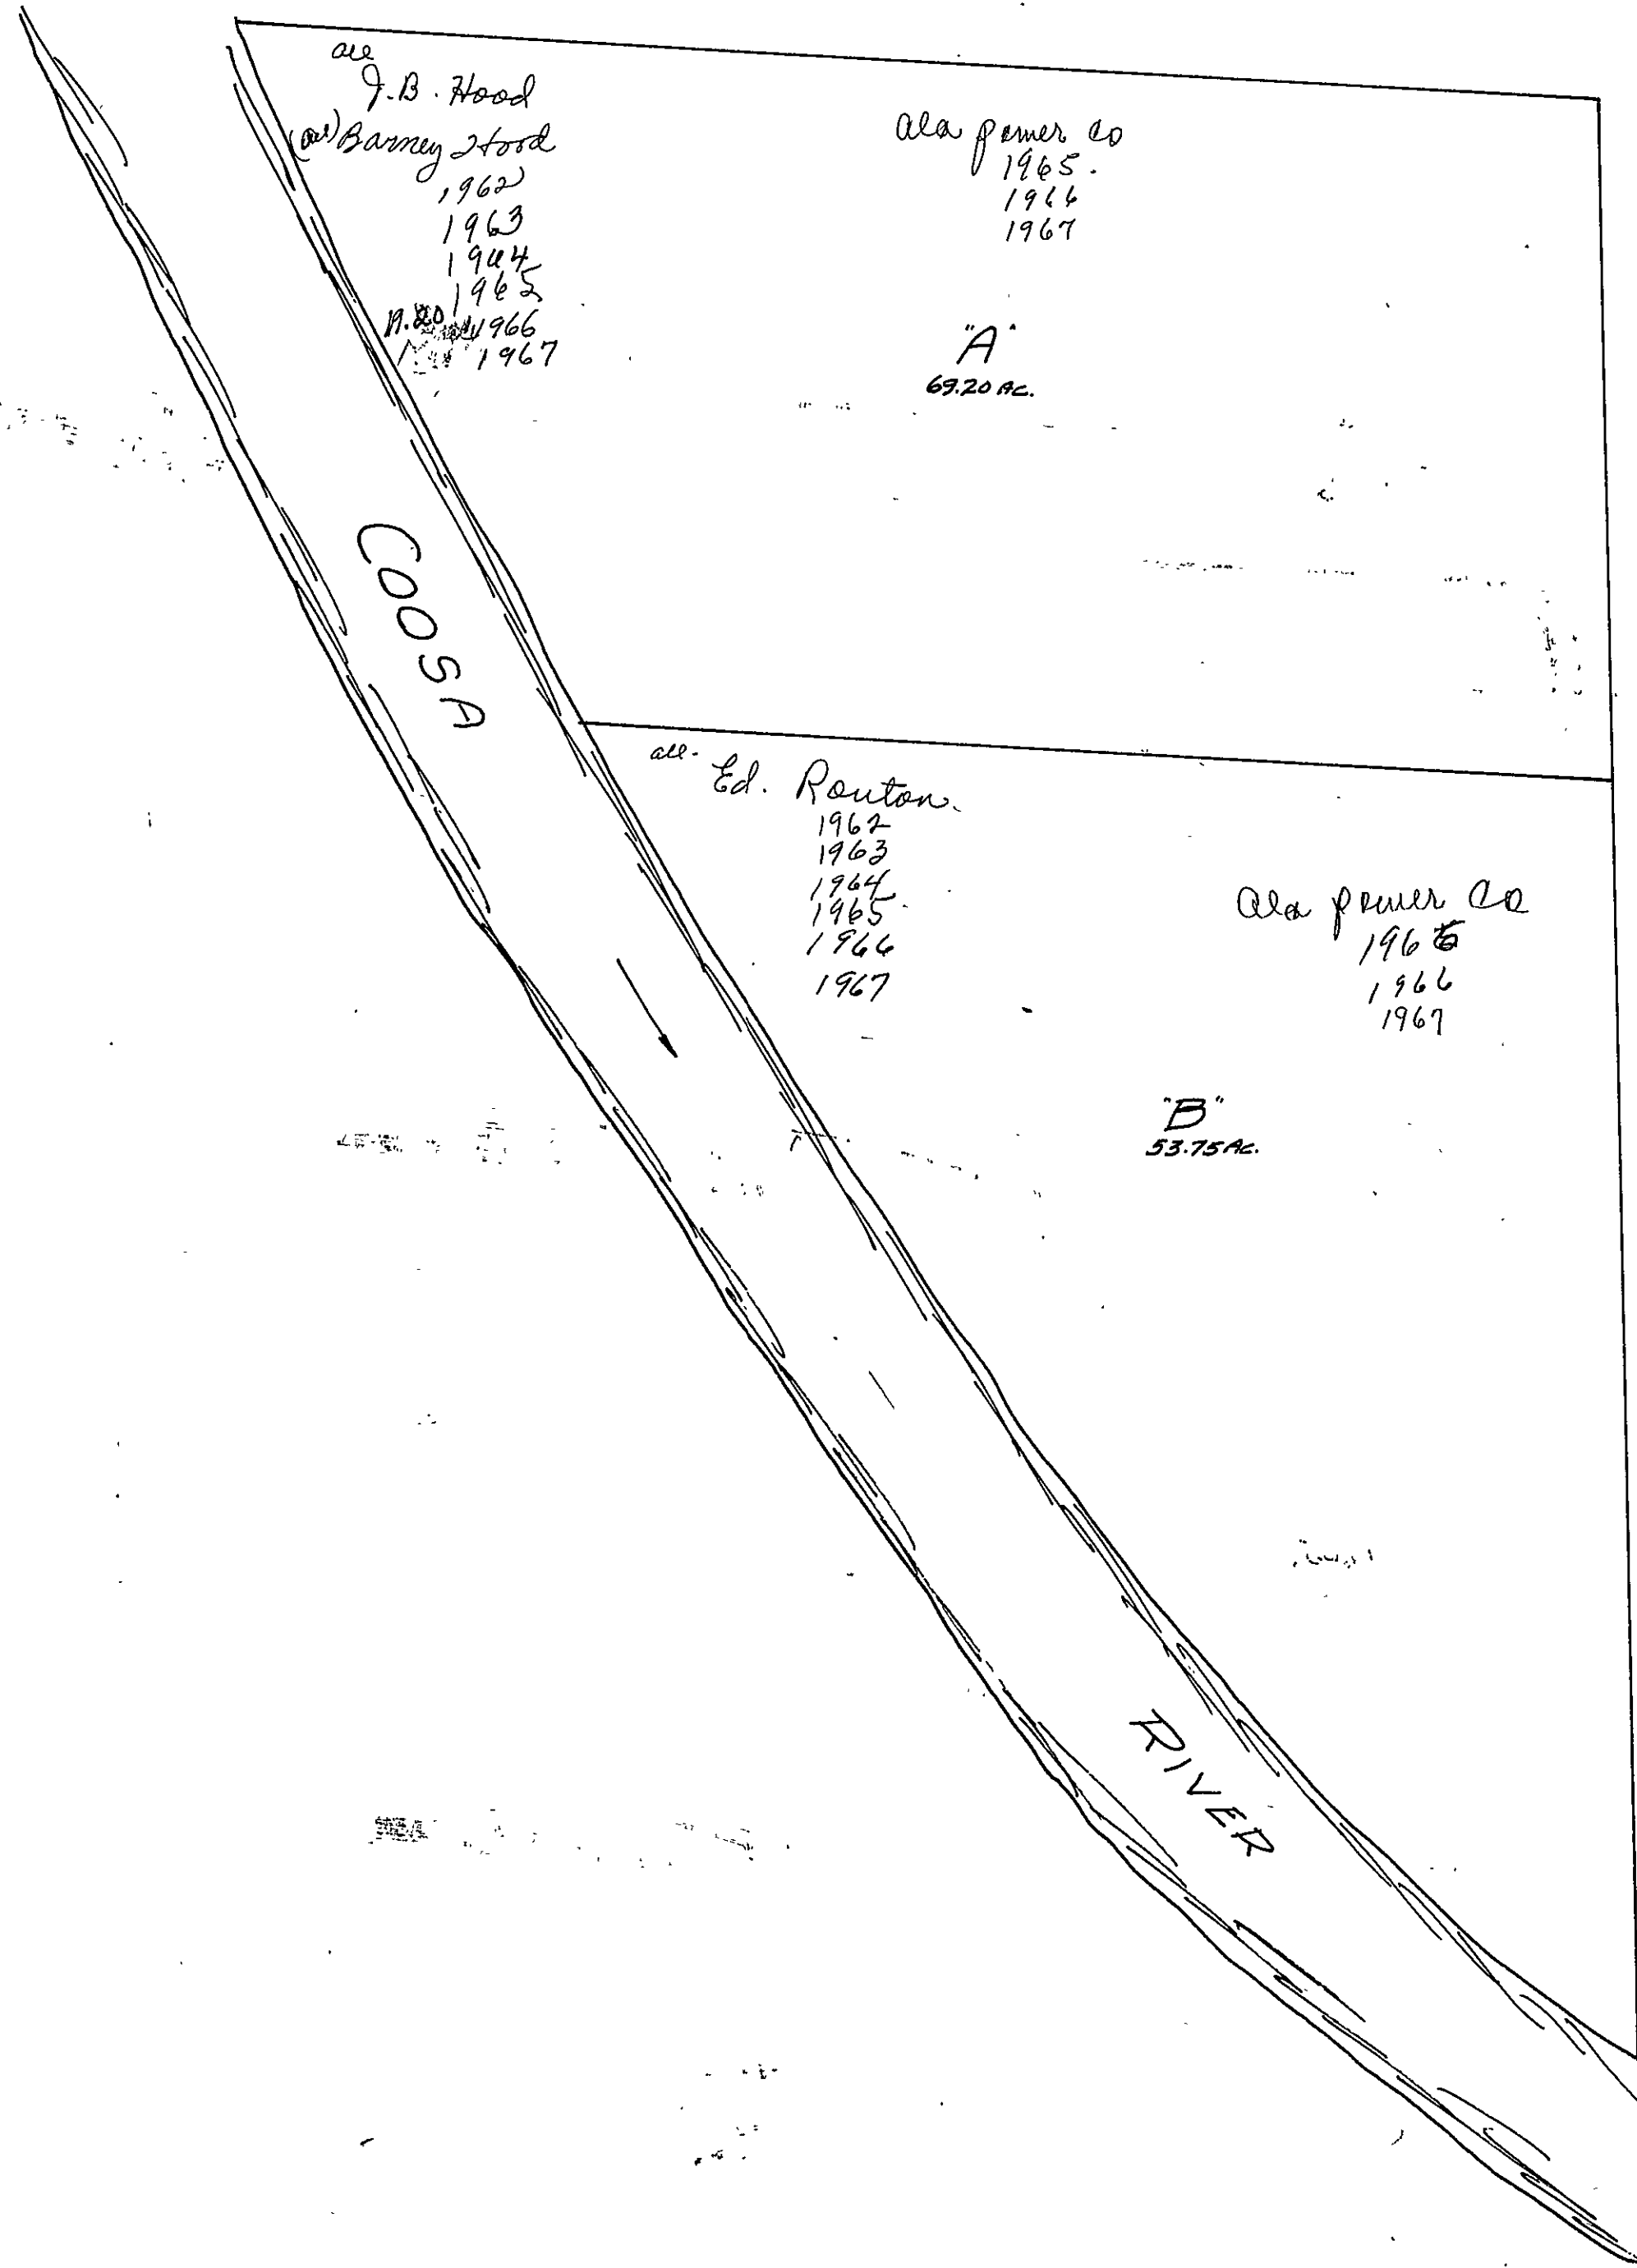 all
J.B. Hood
(all) Barney Hood
1962
1963
1964
1965
1966
1967
ala power co
1965.
1966
1967
"A"
69.20 AC.
COOSA
all. Ed. Routon.
1962
1963
1964
1965
1966
1967
ala power co
1966
1967
"B"
53.75 AC.
RIVER